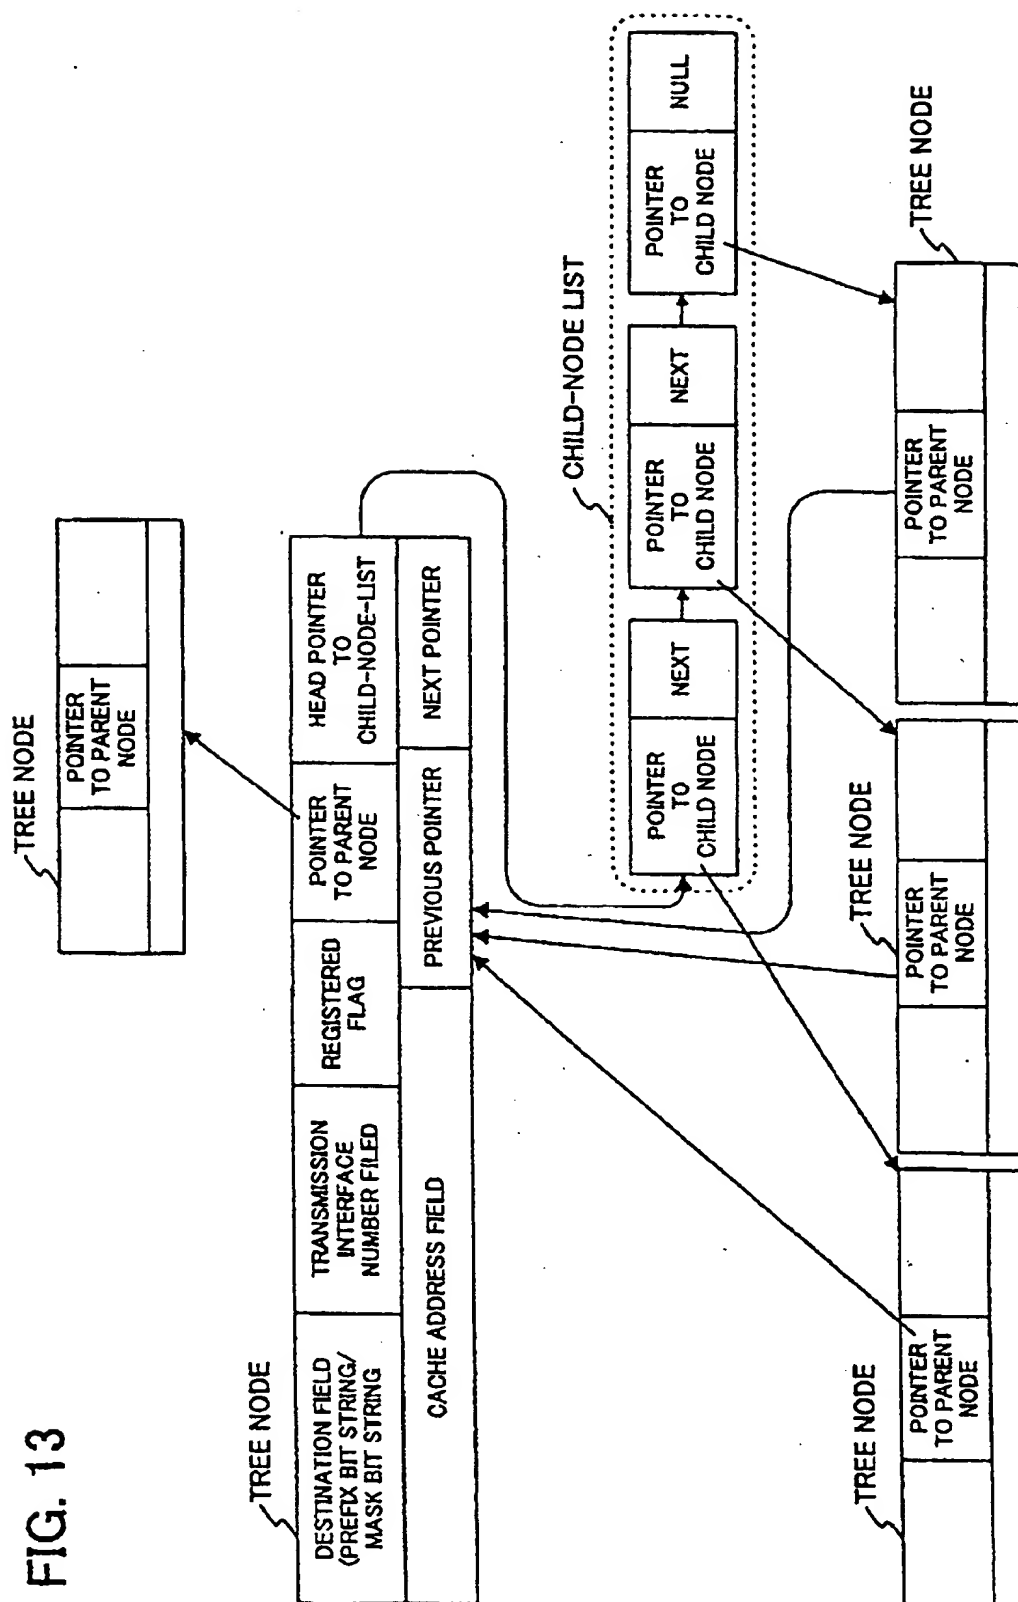 FIG. 13
TREE NODE
POINTER
TO PARENT
NODE
TREE NODE
DESTINATION FIELD
(PREFIX BIT STRING/
MASK BIT STRING
TRANSMISSION
INTERFACE
NUMBER FILED
REGISTERED
FLAG
POINTER
TO PARENT
NODE
HEAD POINTER
TO
CHILD-NODE-LIST
CACHE ADDRESS FIELD
PREVIOUS POINTER
NEXT POINTER
CHILD-NODE LIST
POINTER
TO
CHILD NODE
NEXT
POINTER
TO
CHILD NODE
NEXT
POINTER
TO
CHILD NODE
NULL
TREE NODE
POINTER
TO PARENT
NODE
TREE NODE
POINTER
TO PARENT
NODE
TREE NODE
POINTER
TO PARENT
NODE